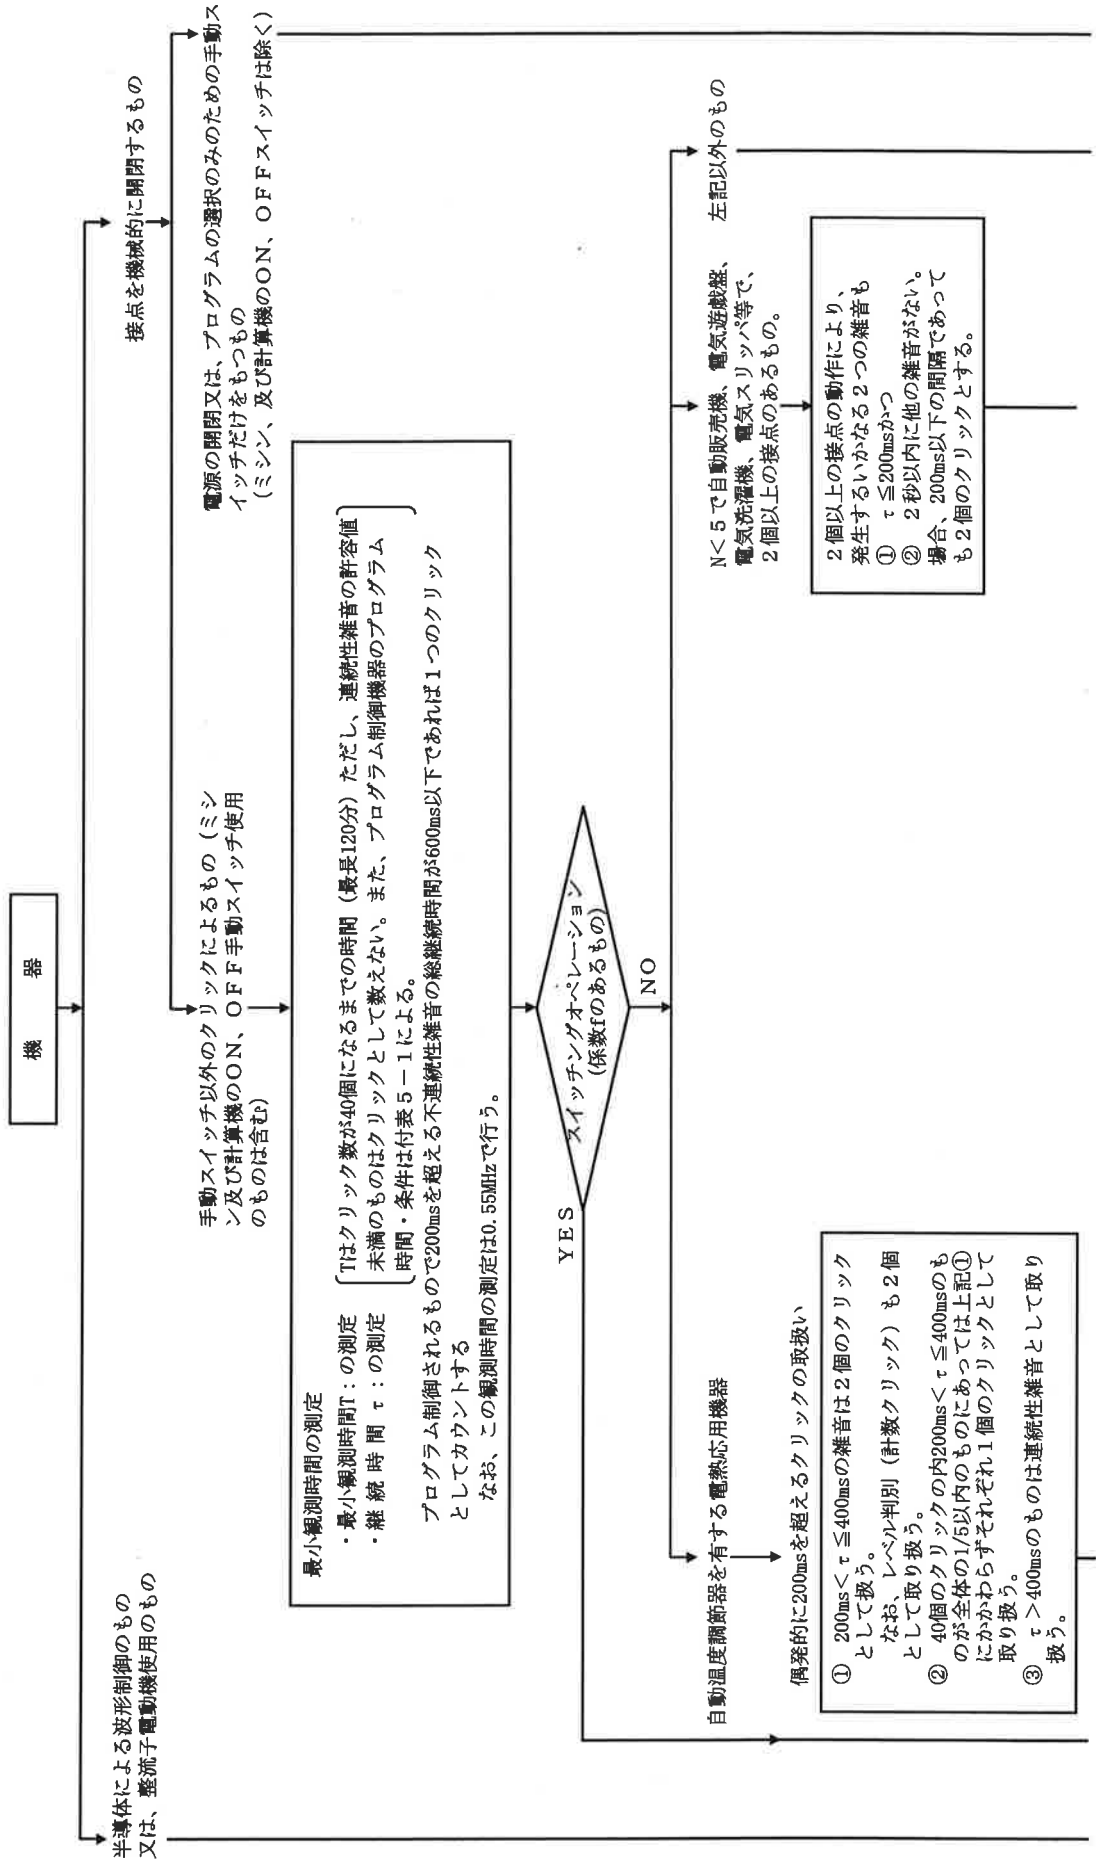 機　器
半導体による波形制御のもの
又は、整流子電動機使用のもの
接点を機械的に開閉するもの
手動スイッチ以外のクリックによるもの（ミシ
ン及び計算機のON、OFF手動スイッチ使用
のものは含む）
電源の開閉又は、プログラムの選択のみのための手動ス
イッチだけをもつもの
（ミシン、及び計算機のON、OFFスイッチは除く）
最小観測時間の測定
・最小観測時間T：の測定
・継 続 時 間 τ：の測定
Tはクリック数が40個になるまでの時間（最長120分）ただし、連続性雑音の許容値
未満のものはクリックとして数えない。また、プログラム制御機器のプログラム
時間・条件は付表５－１による。
プログラム制御されるもので200msを超える不連続性雑音の総継続時間が600ms以下であれば１つのクリック
としてカウントする
なお、この観測時間の測定は0.55MHzで行う。
スイッチングオペレーション
(係数fのあるもの)
YES
NO
自動温度調節器を有する電熱応用機器
偶発的に200msを超えるクリックの取扱い
① 200ms＜τ≦400msの雑音は２個のクリック
として扱う。
なお、レベル判別（計数クリック）も２個
として取り扱う。
② 40個のクリックの内200ms＜τ≦400msのも
のが全体の1/5以内のものにあっては上記①
にかかわらずそれぞれ１個のクリックとして
取り扱う。
③ τ＞400msのものは連続性雑音として取り
扱う。
N＜５で自動販売機、電気遊戯盤、
電気洗濯機、電気スリッパ等で、
２個以上の接点のあるもの。
２個以上の接点の動作により、
発生するいかなる２つの雑音も
① τ≦200msかつ
② ２秒以内に他の雑音がない。
場合、200ms以下の間隔であって
も２個のクリックとする。
左記以外のもの